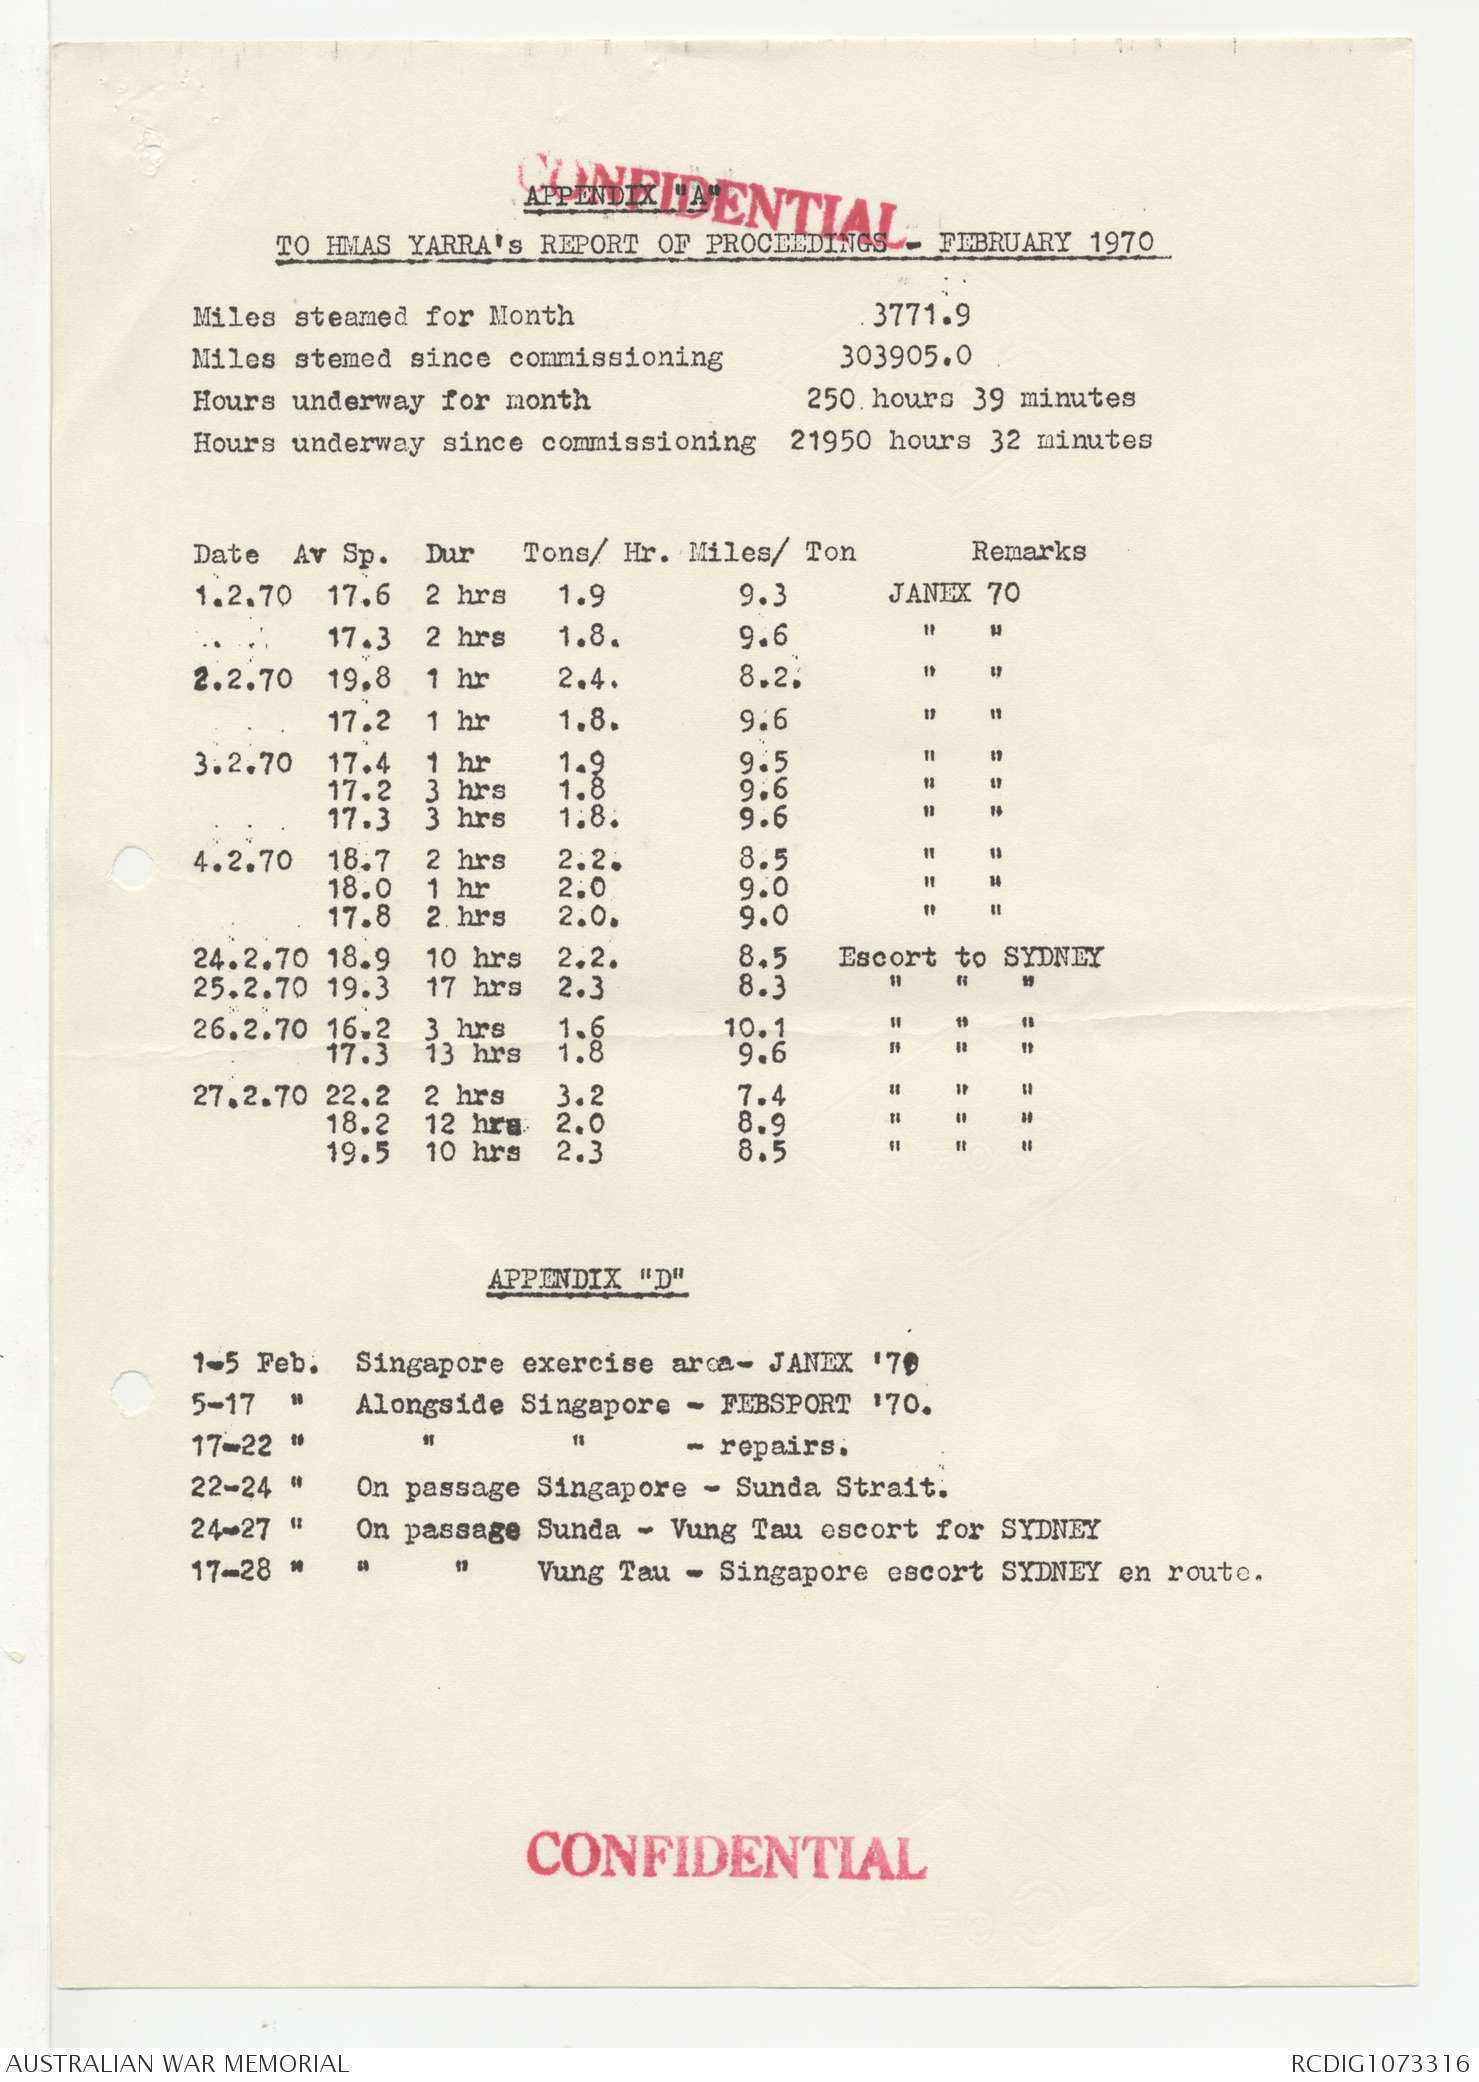 CONFIDENTIAL
APPENDIX "A"
TO HMAS YARRA's REPORT OF PROCEEDINGS - FEBRUARY 1970
Miles steamed for Month 3771.9
Miles stemed since commissioning 303905.0
Hours underway for month 250 hours 39 minutes
Hours underway since commissioning 21950 hours 32 minutes
Date Av Sp. Dur Tons/ Hr. Miles/ Ton Remarks
1.2.70 17.6 2 hrs 1.9 9.3 JANEX 70
17.3 2 hrs 1.8. 9.6 " "
2.2.70 19.8 1 hr 2.4. 8.2. " "
17.2 1 hr 1.8. 9.6 " "
3.2.70 17.4 1 hr 1.9 9.5 " "
17.2 3 hrs 1.8 9.6 " "
17.3 3 hrs 1.8. 9.6 " "
4.2.70 18.7 2 hrs 2.2. 8.5 " "
18.0 1 hr 2.0 9.0 " "
17.8 2 hrs 2.0. 9.0 " "
24.2.70 18.9 10 hrs 2.2. 8.5 Escort to SYDNEY
25.2.70 19.3 17 hrs 2.3 8.3 " " "
26.2.70 16.2 3 hrs 1.6 10.1 " " "
17.3 13 hrs 1.8 9.6 " " "
27.2.70 22.2 2 hrs 3.2 7.4 " " "
18.2 12 hrs 2.0 8.9 " " "
19.5 10 hrs 2.3 8.5 " " "
APPENDIX "D"
1-5 Feb. Singapore exercise area- JANEX '70
5-17 " Alongside Singapore - FEBSPORT '70.
17-22 " " " - repairs.
22-24 " On passage Singapore - Sunda Strait.
24-27 " On passage Sunda - Vung Tau escort for SYDNEY
17-28 " " " Vung Tau - Singapore escort SYDNEY en route.
CONFIDENTIAL
AUSTRALIAN WAR MEMORIAL RCDIG1073316